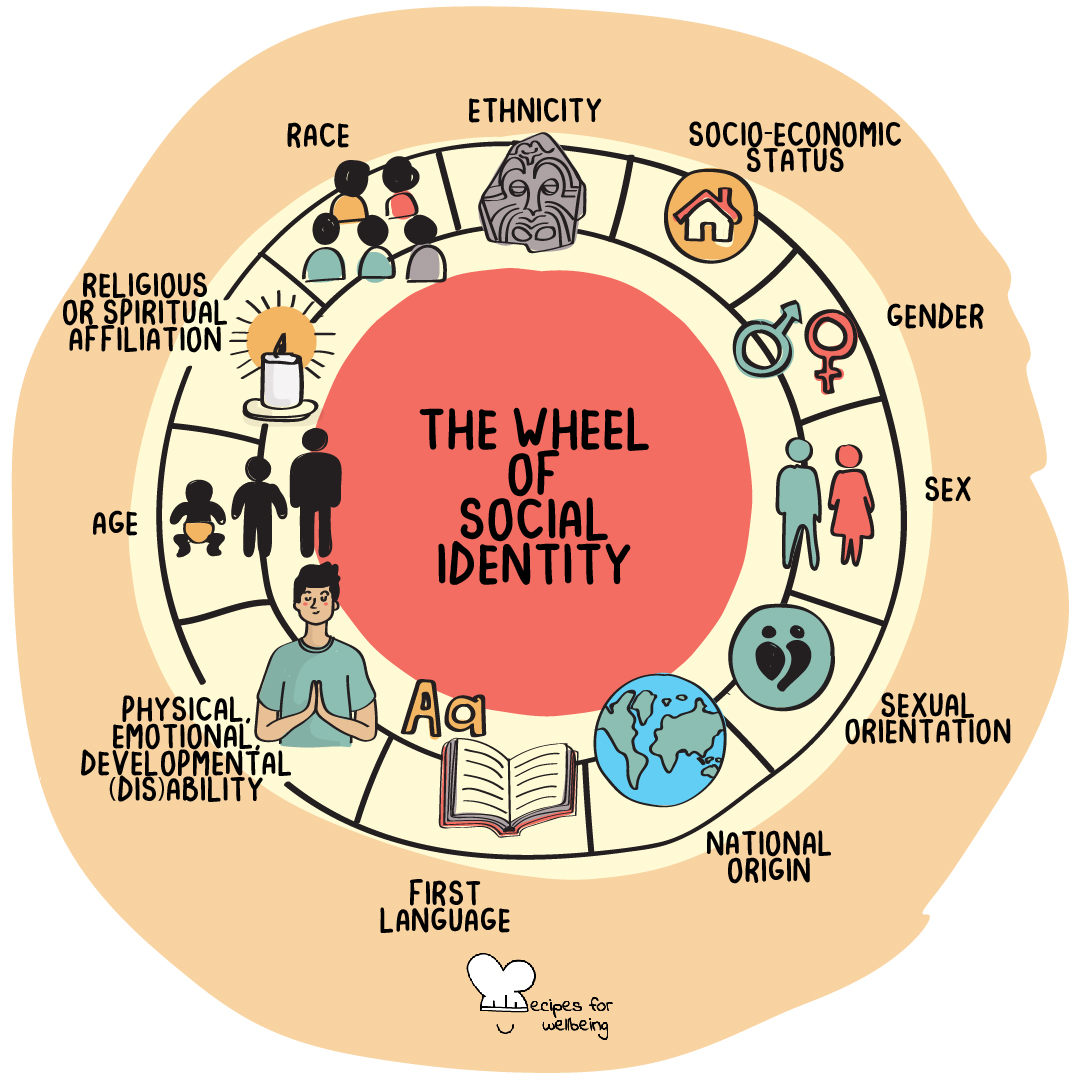 ETHNICITY
RACE
SOCIO-ECONOMIC
STATUS
RELIGIOUS
OR SPIRITUAL
AFFILIATION
GENDER
THE WHEEL
OF
SOCIAL
IDENTITY
AGE
SEX
PHYSICAL,
EMOTIONAL,
DEVELOPMENTAL
(DIS)ABILITY
Aa
SEXUAL
ORIENTATION
NATIONAL
ORIGIN
FIRST
LANGUAGE
ecipes for
wellbeing